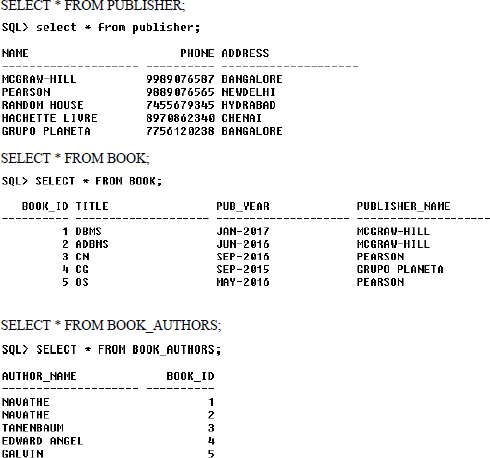 SELECT * FROM PUBLISHER;
SQL> select * from publisher;
NAME PHONE ADDRESS
-------------------- ---------- --------------------
MCGRAW-HILL 9989076587 BANGALORE
PEARSON 9889076565 NEWDELHI
RANDOM HOUSE 7455679345 HYDRABAD
HACHETTE LIVRE 8970862340 CHENAI
GRUPO PLANETA 7756120238 BANGALORE
SELECT * FROM BOOK;
SQL> SELECT * FROM BOOK;
BOOK_ID TITLE PUB_YEAR PUBLISHER_NAME
---------- -------------------- -------------------- --------------------
1 DBMS JAN-2017 MCGRAW-HILL
2 ADBMS JUN-2016 MCGRAW-HILL
3 CN SEP-2016 PEARSON
4 CG SEP-2015 GRUPO PLANETA
5 OS MAY-2016 PEARSON
SELECT * FROM BOOK_AUTHORS;
SQL> SELECT * FROM BOOK_AUTHORS;
AUTHOR_NAME BOOK_ID
-------------------- ----------
NAVATHE 1
NAVATHE 2
TANENBAUM 3
EDWARD ANGEL 4
GALVIN 5